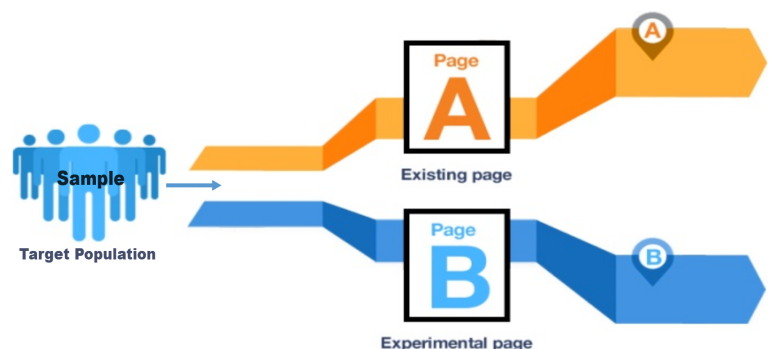 Sample
Target Population
Page
A
Existing page
A
Page
B
Experimental page
B